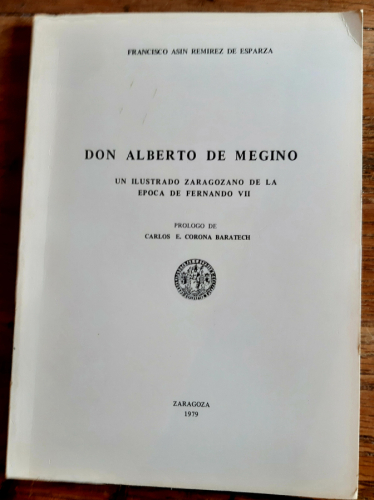 FRANCISCO ASIN REMIREZ DE ESPARZA
DON ALBERTO DE MEGINO
UN ILUSTRADO ZARAGOZANO DE LA
EPOCA DE FERNANDO VII
PROLOGO DE
CARLOS E. CORONA BARATECH
ZARAGOZA
1979